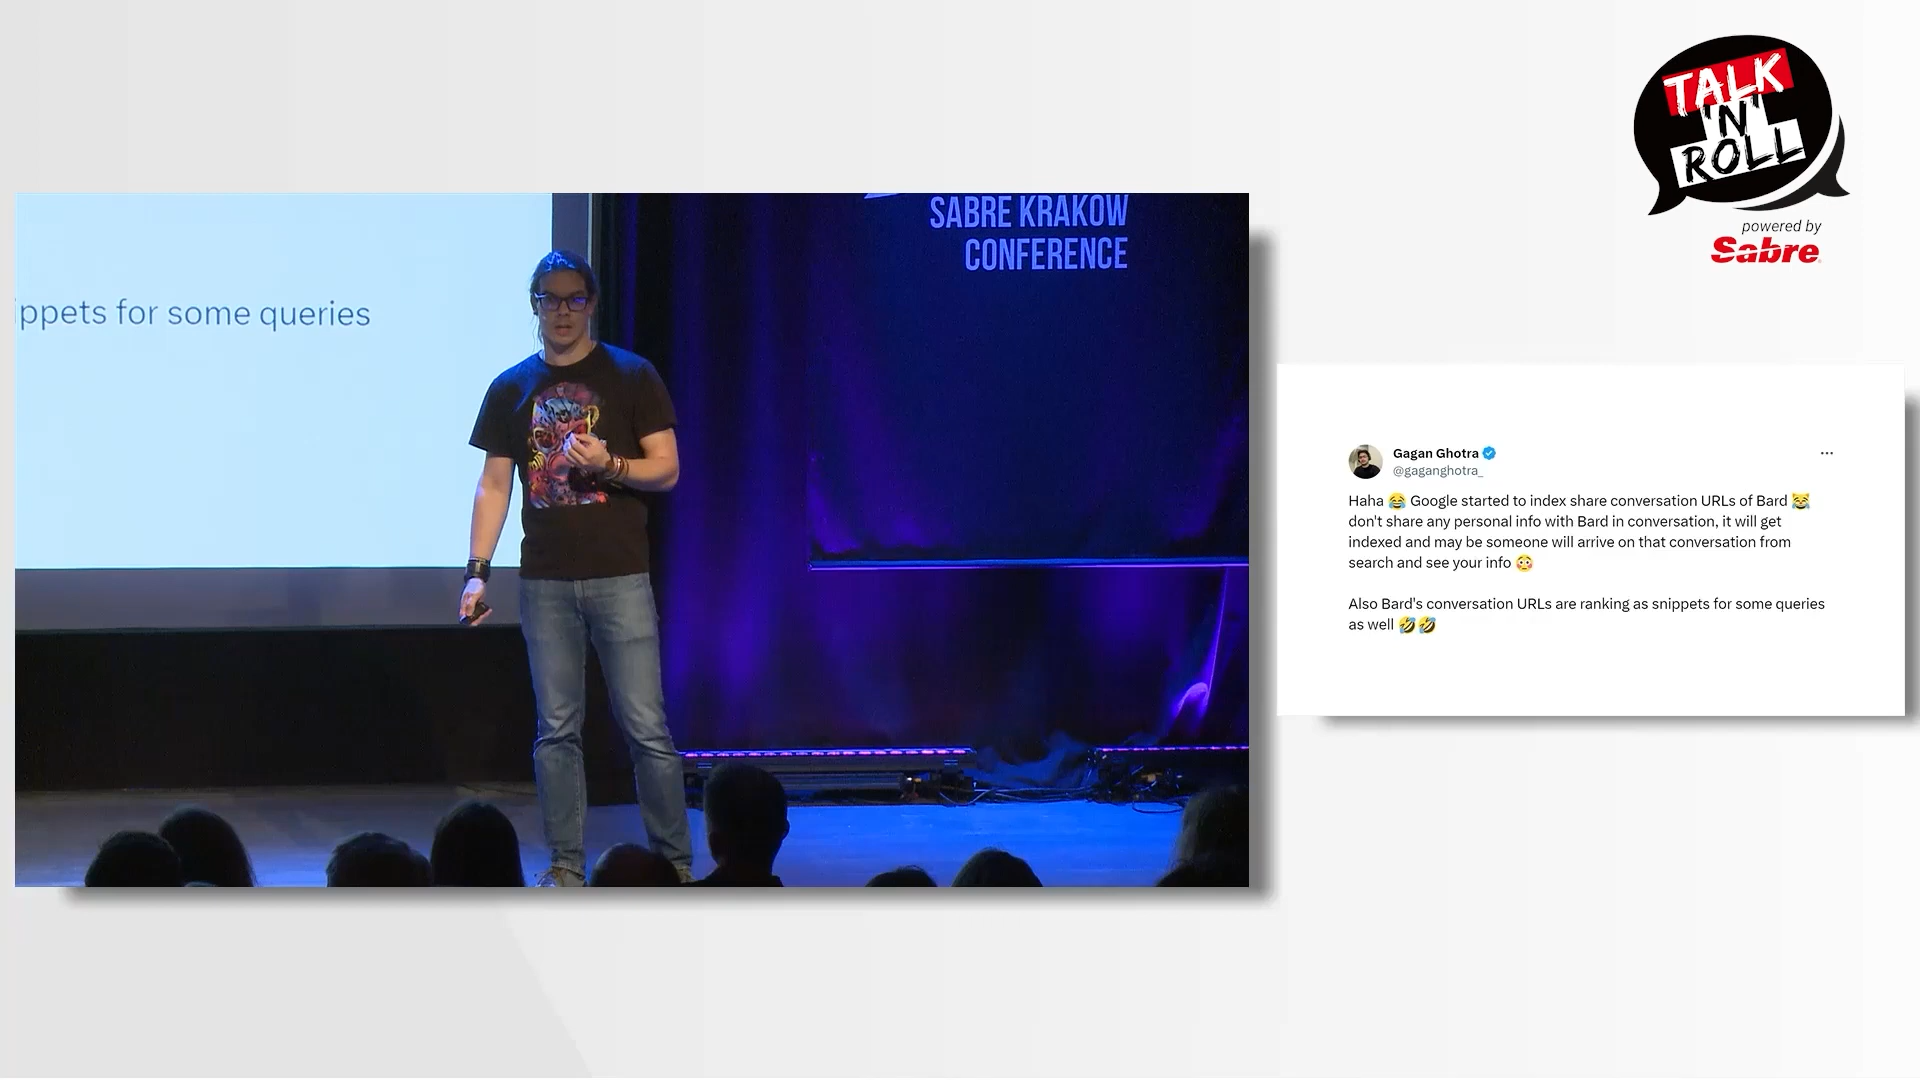 TALK
'N'
ROLL
powered by
Sabre
SABRE KRAKOW
CONFERENCE
ippets for some queries
Gagan Ghotra
@gaganghotra_
Haha 😂 Google started to index share conversation URLs of Bard 😹
don't share any personal info with Bard in conversation, it will get
indexed and may be someone will arrive on that conversation from
search and see your info 😳
Also Bard's conversation URLs are ranking as snippets for some queries
as well 🤣🤣